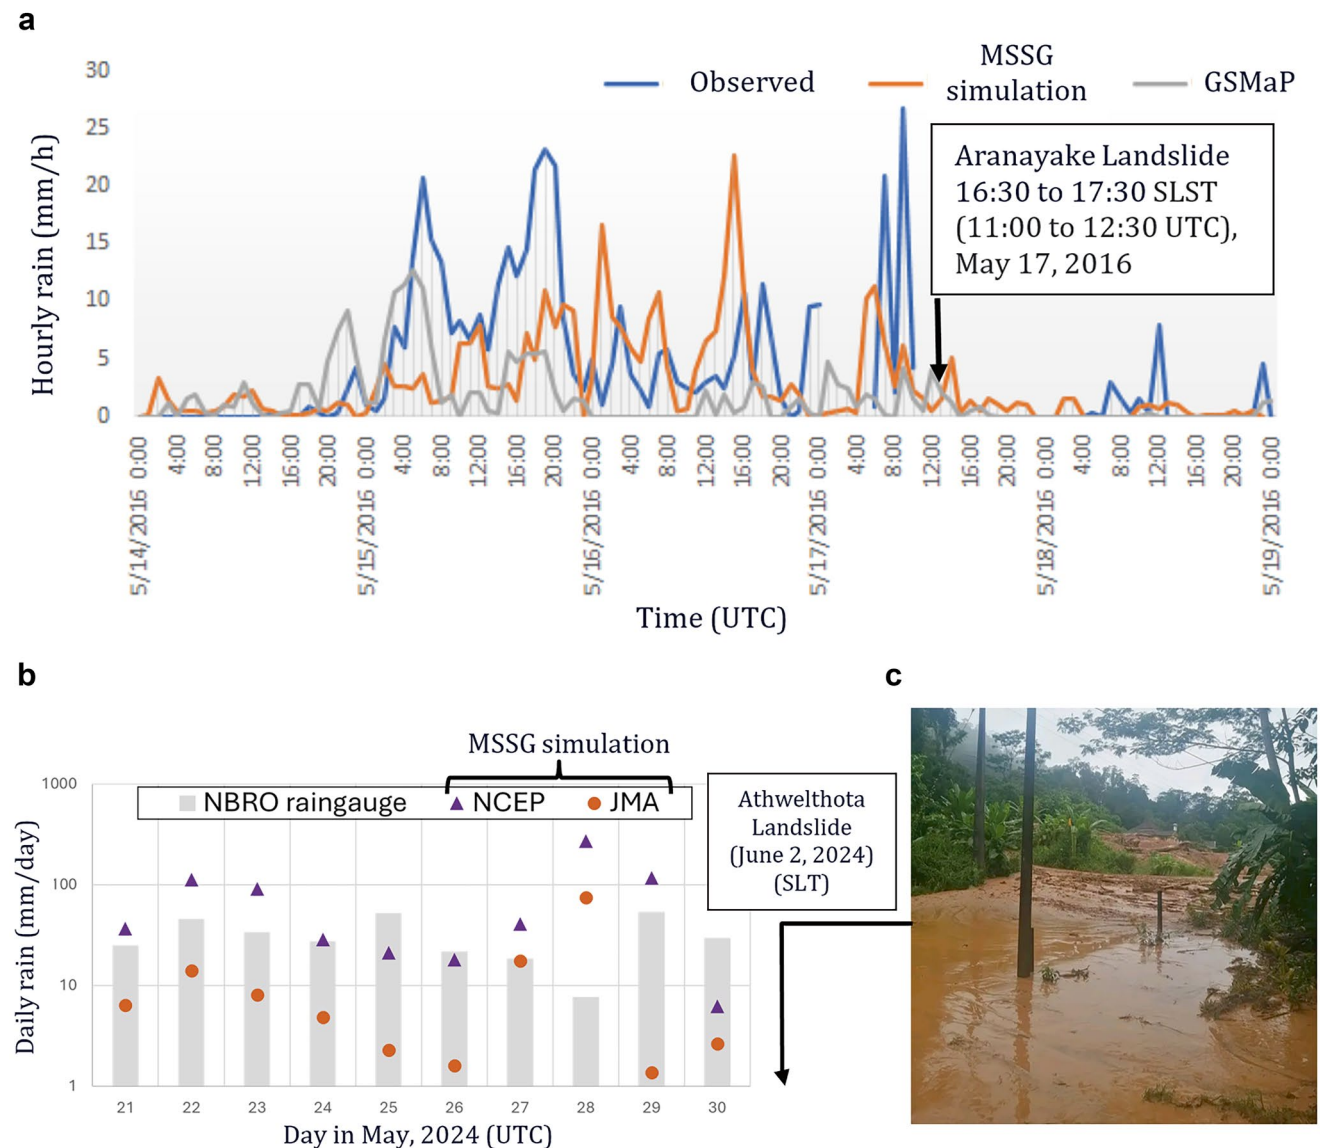 a
Observed
MSSG
simulation
GSMaP
Hourly rain (mm/h)
30
25
20
15
10
5
0
Aranayake Landslide
16:30 to 17:30 SLST
(11:00 to 12:30 UTC),
May 17, 2016
5/14/2016 0:00
4:00
8:00
12:00
16:00
20:00
5/15/2016 0:00
4:00
8:00
12:00
16:00
20:00
5/16/2016 0:00
4:00
8:00
12:00
16:00
20:00
5/17/2016 0:00
4:00
8:00
12:00
16:00
20:00
5/18/2016 0:00
4:00
8:00
12:00
16:00
20:00
5/19/2016 0:00
Time (UTC)
b
MSSG simulation
NBRO raingauge NCEP JMA
Daily rain (mm/day)
1000
100
10
1
21 22 23 24 25 26 27 28 29 30
Day in May, 2024 (UTC)
Athwelthota
Landslide
(June 2, 2024)
(SLT)
c